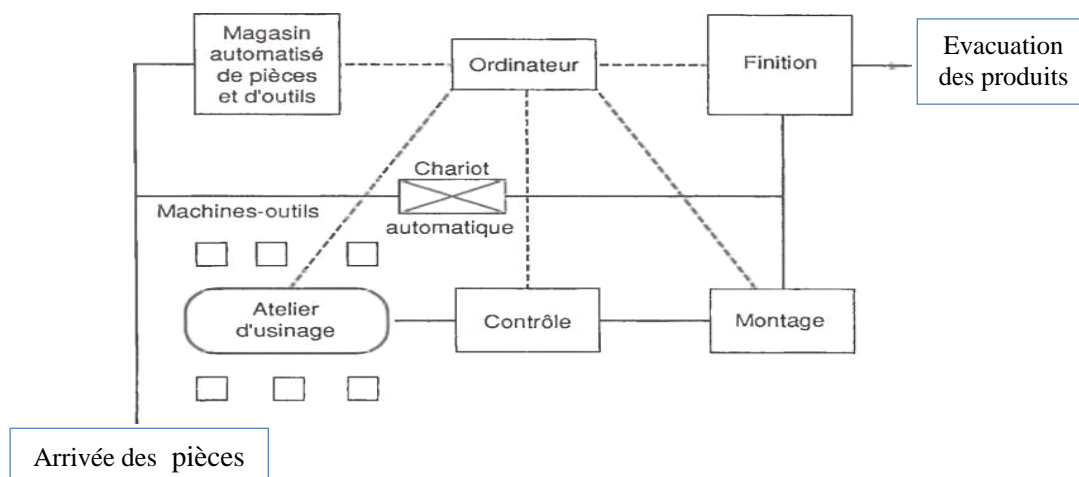 Magasin
automatisé
de pièces
et d'outils
Ordinateur
Finition
Evacuation
des produits
Chariot
automatique
Machines-outils
Atelier
d'usinage
Contrôle
Montage
Arrivée des pièces